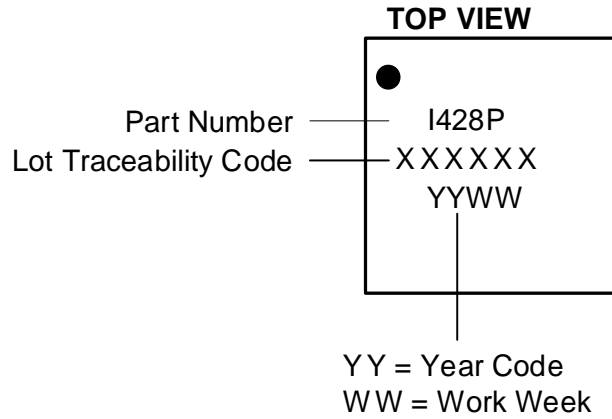 TOP VIEW
Part Number
I428P
Lot Traceability Code
XXXXXX
YYWW
YY = Year Code
WW = Work Week